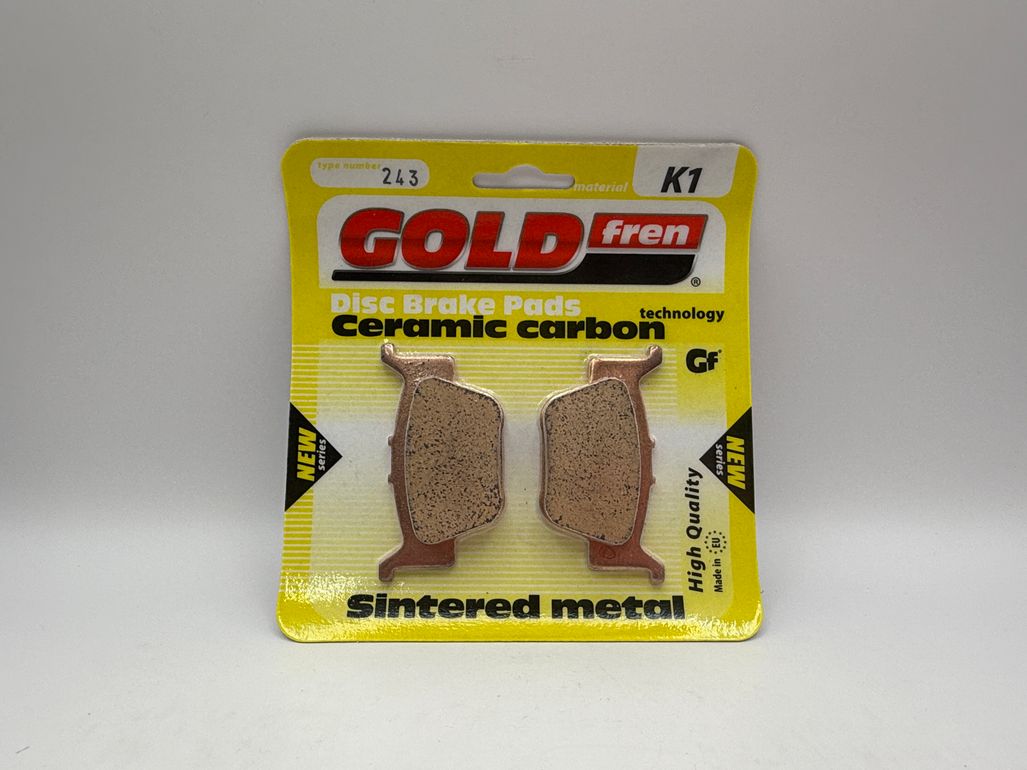 type number
243
material
K1
GOLD fren
®
Disc Brake Pads
Ceramic carbon
technology
Gf
NEW
series
NEW
series
High Quality
Made in EU
Sintered metal